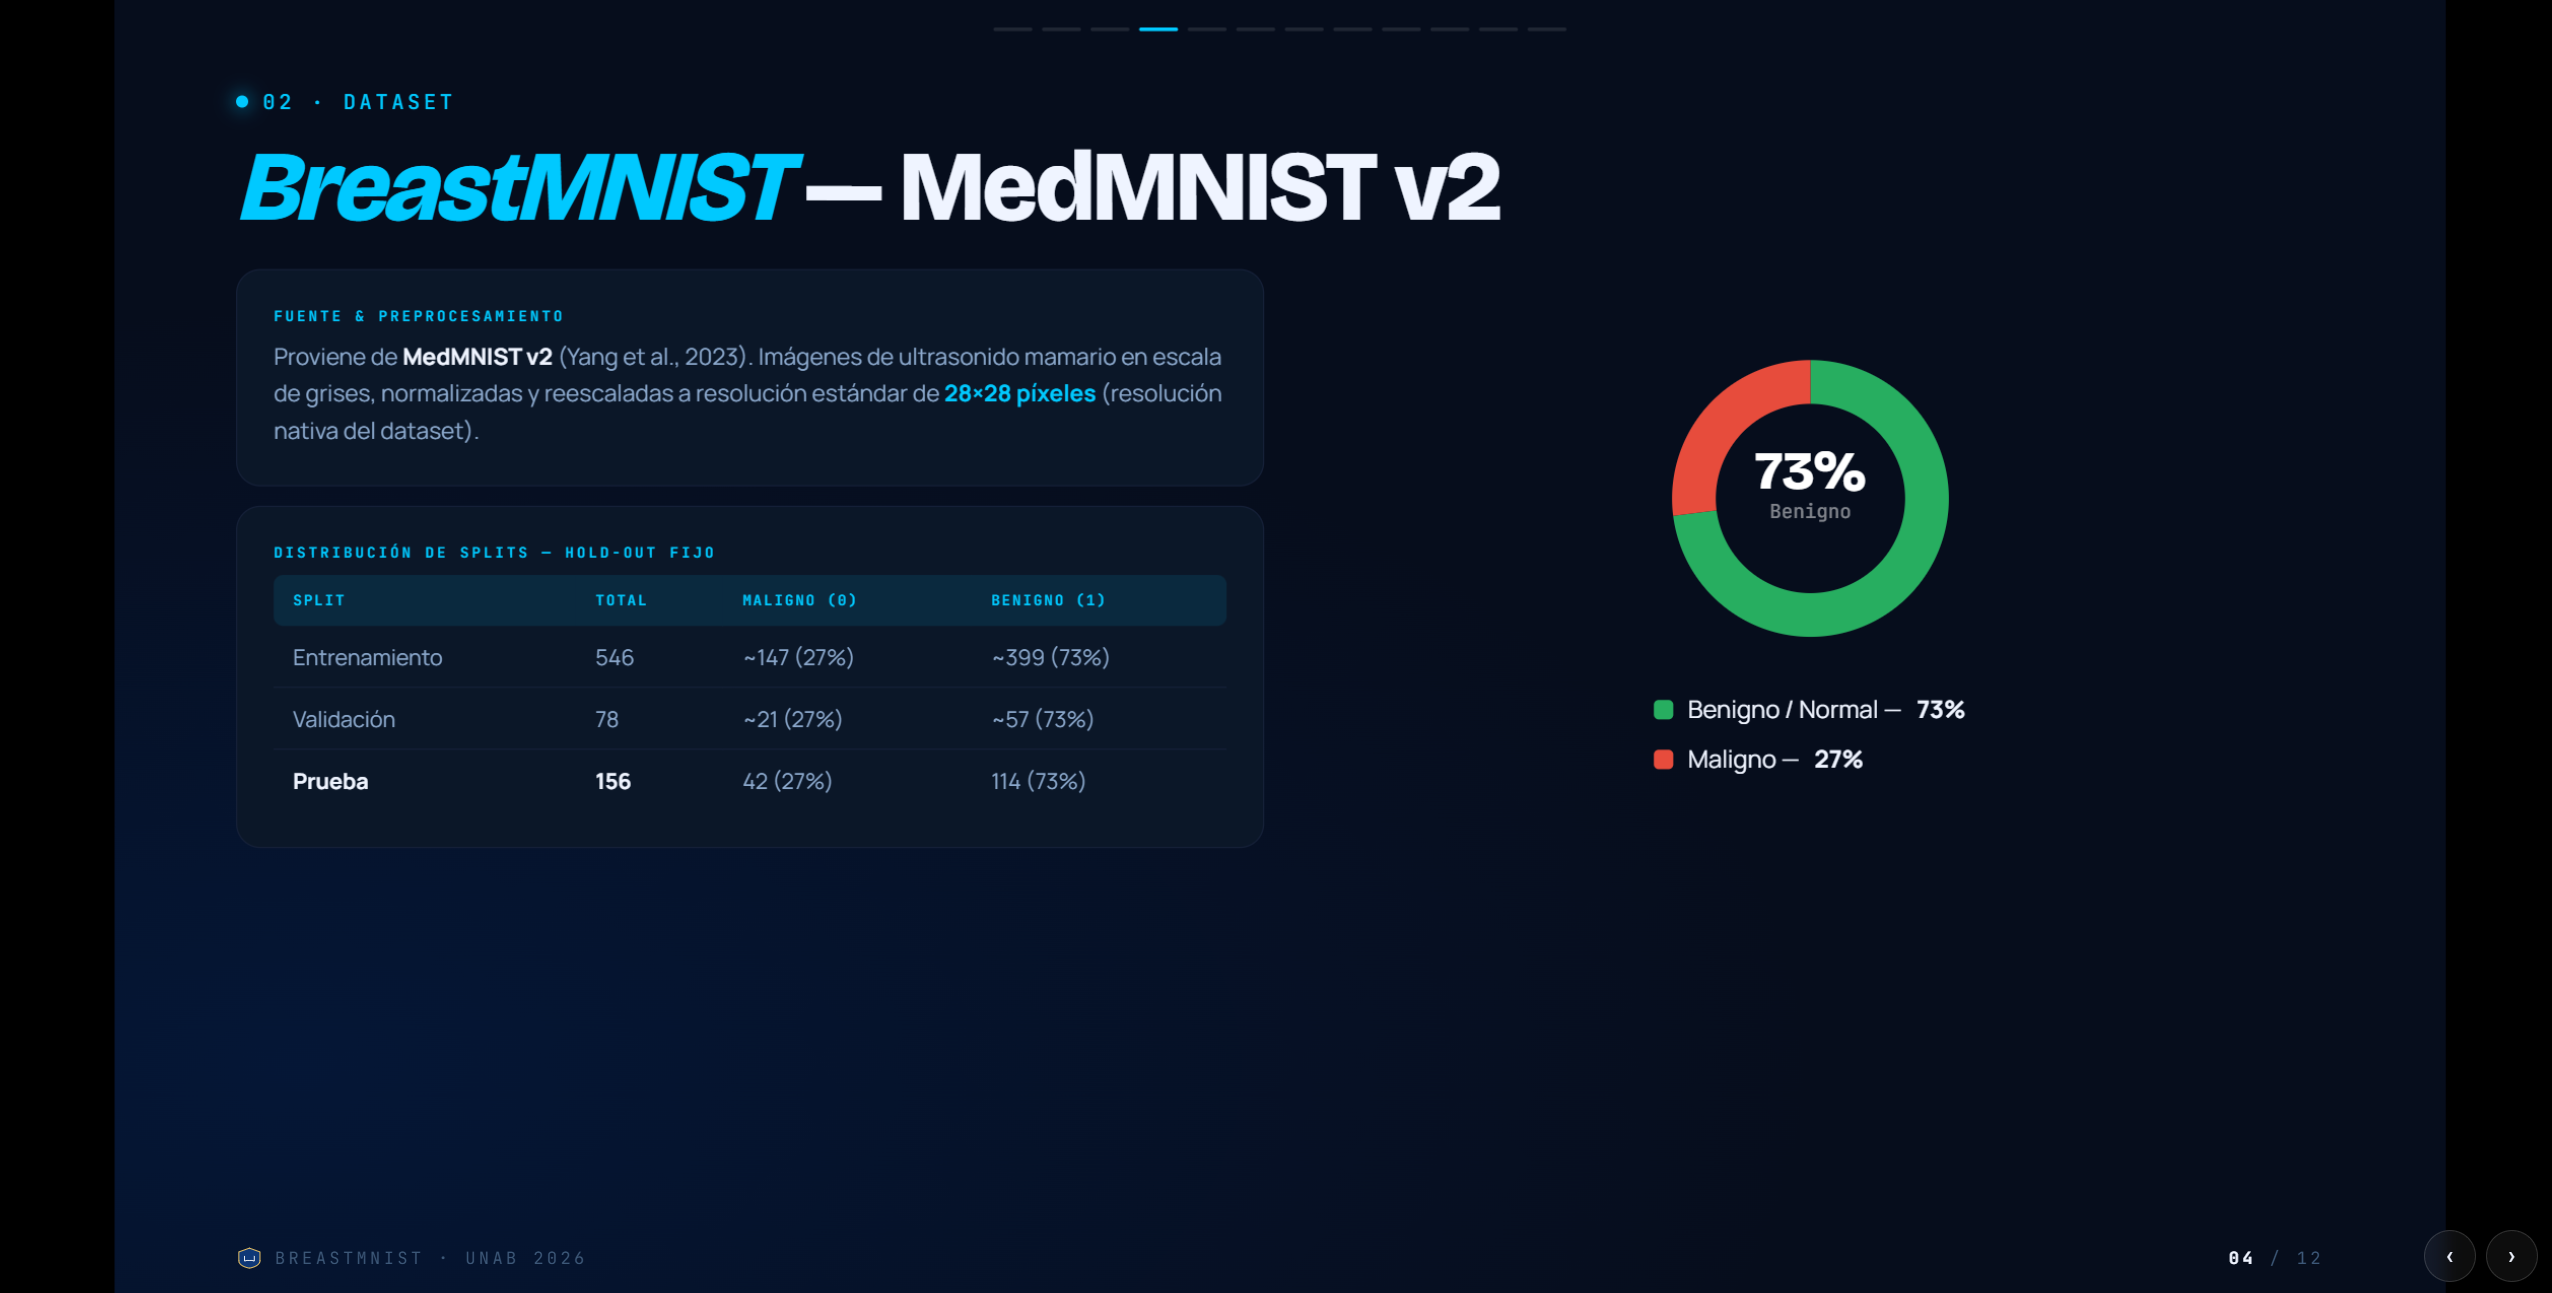 02 · DATASET
BreastMNIST — MedMNIST v2
FUENTE & PREPROCESAMIENTO
Proviene de MedMNIST v2 (Yang et al., 2023). Imágenes de ultrasonido mamario en escala
de grises, normalizadas y reescaladas a resolución estándar de 28×28 píxeles (resolución
nativa del dataset).
DISTRIBUCIÓN DE SPLITS — HOLD-OUT FIJO
SPLIT TOTAL MALIGNO (0) BENIGNO (1)
Entrenamiento 546 ~147 (27%) ~399 (73%)
Validación 78 ~21 (27%) ~57 (73%)
Prueba 156 42 (27%) 114 (73%)
73%
Benigno
Benigno / Normal — 73%
Maligno — 27%
BREASTMNIST · UNAB 2026
04 / 12